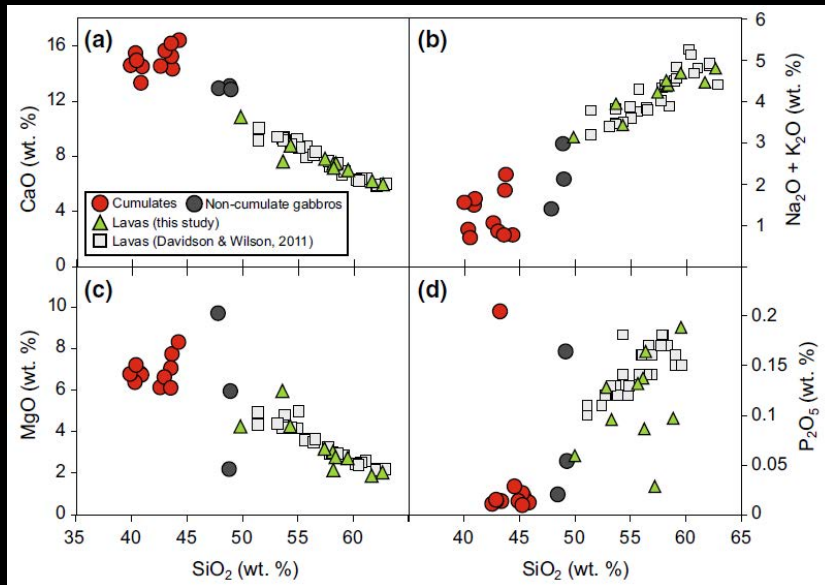 (a)
16
12
8
4
0
CaO (wt. %)
Cumulates
Non-cumulate gabbros
Lavas (this study)
Lavas (Davidson & Wilson, 2011)
(b)
6
5
4
3
2
1
Na₂O + K₂O (wt. %)
(c)
10
8
6
4
2
0
MgO (wt. %)
35 40 45 50 55 60
SiO₂ (wt. %)
(d)
0.2
0.15
0.1
0.05
0
P₂O₅ (wt. %)
40 45 50 55 60 65
SiO₂ (wt. %)